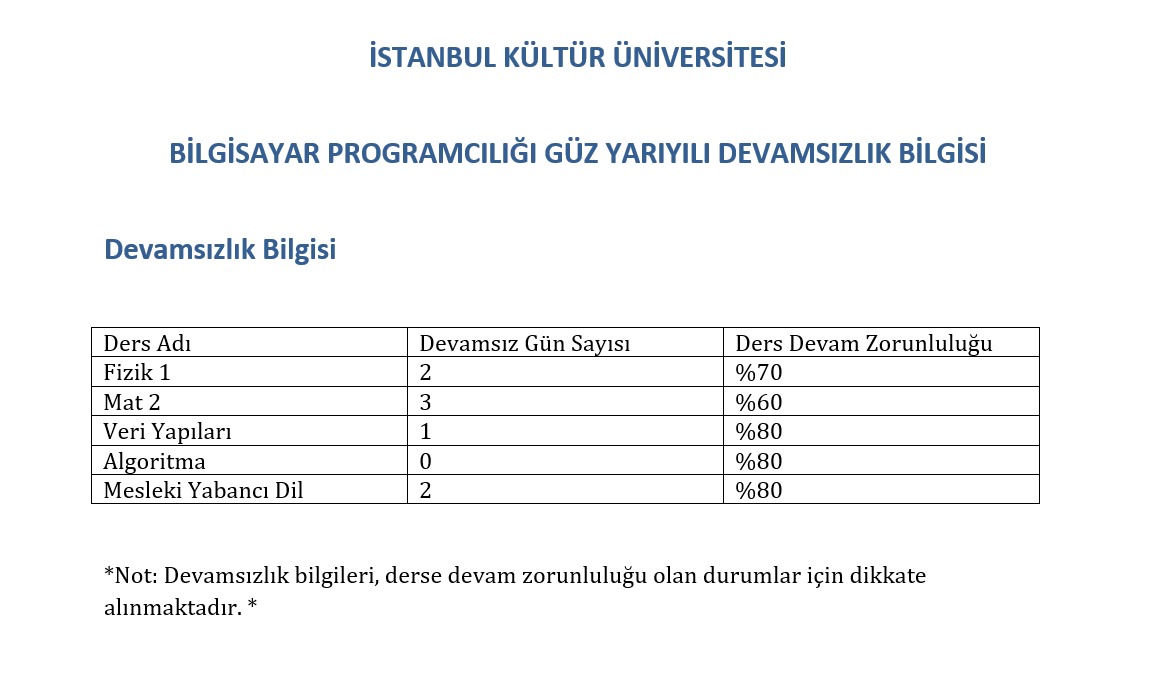 İSTANBUL KÜLTÜR ÜNİVERSİTESİ
BİLGİSAYAR PROGRAMCILIĞI GÜZ YARIYILI DEVAMSIZLIK BİLGİSİ
Devamsızlık Bilgisi
Ders Adı Devamsız Gün Sayısı Ders Devam Zorunluluğu
Fizik 1 2 %70
Mat 2 3 %60
Veri Yapıları 1 %80
Algoritma 0 %80
Mesleki Yabancı Dil 2 %80
*Not: Devamsızlık bilgileri, derse devam zorunluluğu olan durumlar için dikkate
alınmaktadır. *